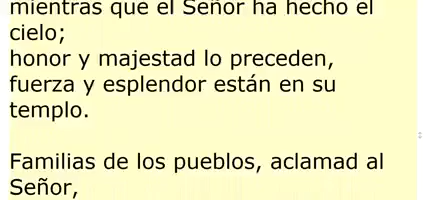 mientras que el Señor ha hecho el
cielo;
honor y majestad lo preceden,
fuerza y esplendor están en su
templo.
Familias de los pueblos, aclamad al
Señor,